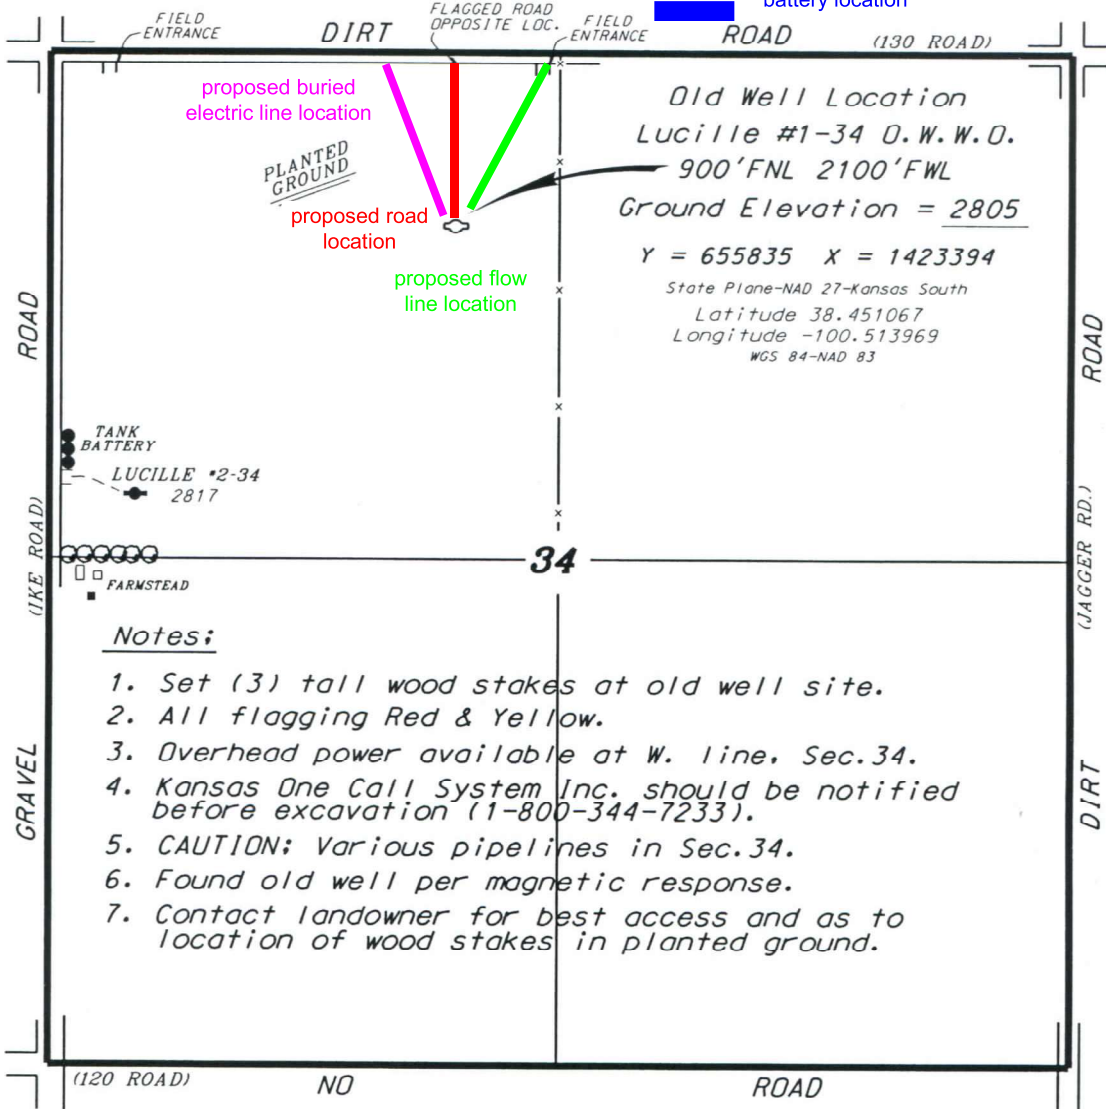 battery location
FIELD
ENTRANCE
DIRT
FLAGGED ROAD
OPPOSITE LOC.
FIELD
ENTRANCE
ROAD
(130 ROAD)
proposed buried
electric line location
PLANTED
GROUND
proposed road
location
proposed flow
line location
Old Well Location
Lucille #1-34 O.W.W.O.
900'FNL 2100'FWL
Ground Elevation = 2805
Y = 655835 X = 1423394
State Plane-NAD 27-Kansas South
Latitude 38.451067
Longitude -100.513969
WGS 84-NAD 83
ROAD
ROAD
TANK
BATTERY
LUCILLE #2-34
2817
(IKE ROAD)
(JAGGER RD.)
34
FARMSTEAD
Notes:
1. Set (3) tall wood stakes at old well site.
2. All flagging Red & Yellow.
3. Overhead power available at W. line, Sec.34.
4. Kansas One Call System Inc. should be notified
before excavation (1-800-344-7233).
5. CAUTION: Various pipelines in Sec.34.
6. Found old well per magnetic response.
7. Contact landowner for best access and as to
location of wood stakes in planted ground.
GRAVEL
DIRT
(120 ROAD)
NO
ROAD